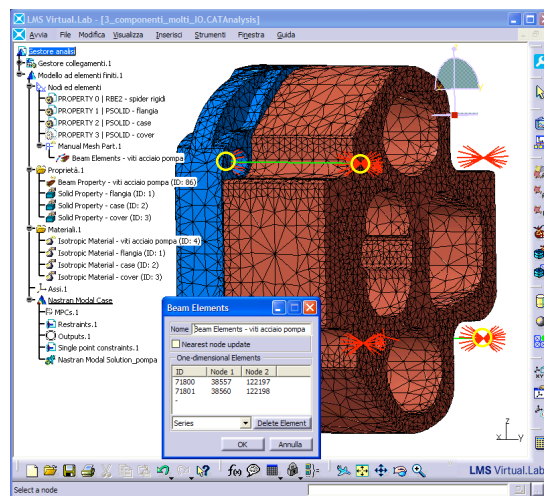 LMS Virtual.Lab - [3_componenti_molti_IO.CATAnalysis]
Avvia File Modifica Visualizza Inserisci Strumenti Finestra Guida
Gestore analisi
Gestore collegamenti.1
Modello ad elementi finiti.1
Nodi ed elementi
PROPERTY 0 | RBE2 - spider rigidi
PROPERTY 1 | PSOLID - flangia
PROPERTY 2 | PSOLID - case
PROPERTY 3 | PSOLID - cover
Manual Mesh Part.1
Beam Elements - viti acciaio pompa
Proprietà.1
Beam Property - viti acciaio pompa (ID: 86)
Solid Property - flangia (ID: 1)
Solid Property - case (ID: 2)
Solid Property - cover (ID: 3)
Materiali.1
Isotropic Material - viti acciaio pompa (ID: 4)
Isotropic Material - flangia (ID: 1)
Isotropic Material - case (ID: 2)
Isotropic Material - cover (ID: 3)
Assi.1
Nastran Modal Case
MPCs.1
Restraints.1
Outputs.1
Single point constraints.1
Nastran Modal Solution_pompa
Beam Elements
Nome Beam Elements - viti acciaio pompa
Nearest node update
One-dimensional Elements
ID Node 1 Node 2
71800 38557 122197
71801 38560 122198
-
Series Delete Element
OK Annulla
z
x y
f(x)
LMS Virtual.Lab
Select a node